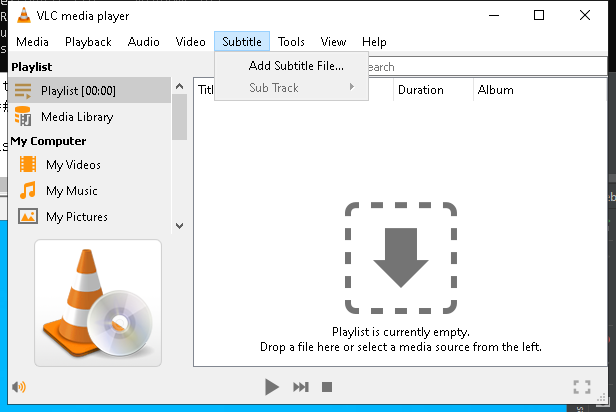 VLC media player
Media Playback Audio Video Subtitle Tools View Help
Playlist
Add Subtitle File...
Sub Track
earch
Playlist [00:00]
Titl Duration Album
Media Library
My Computer
My Videos
My Music
My Pictures
Playlist is currently empty.
Drop a file here or select a media source from the left.